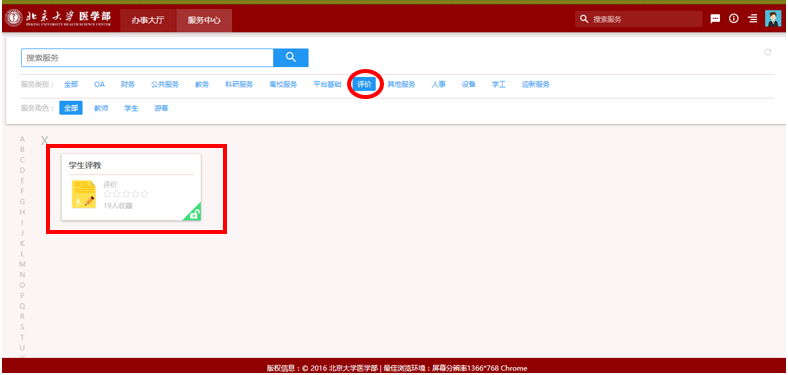 北京大学医学部 办事大厅 服务中心 搜索服务
PEKING UNIVERSITY HEALTH SCIENCE CENTER
搜索服务
服务类别： 全部 OA 财务 公共服务 教务 科研服务 离校服务 平台基础 评价 其他服务 人事 设备 学工 迎新服务
服务角色： 全部 教师 学生 游客
A
B
C
D
E
F
G
H
I
J
K
L
M
N
O
P
Q
R
S
T
U
X
学生评教
评价
19人收藏
版权信息：© 2016 北京大学医学部 | 最佳浏览环境：屏幕分辨率1366*768 Chrome